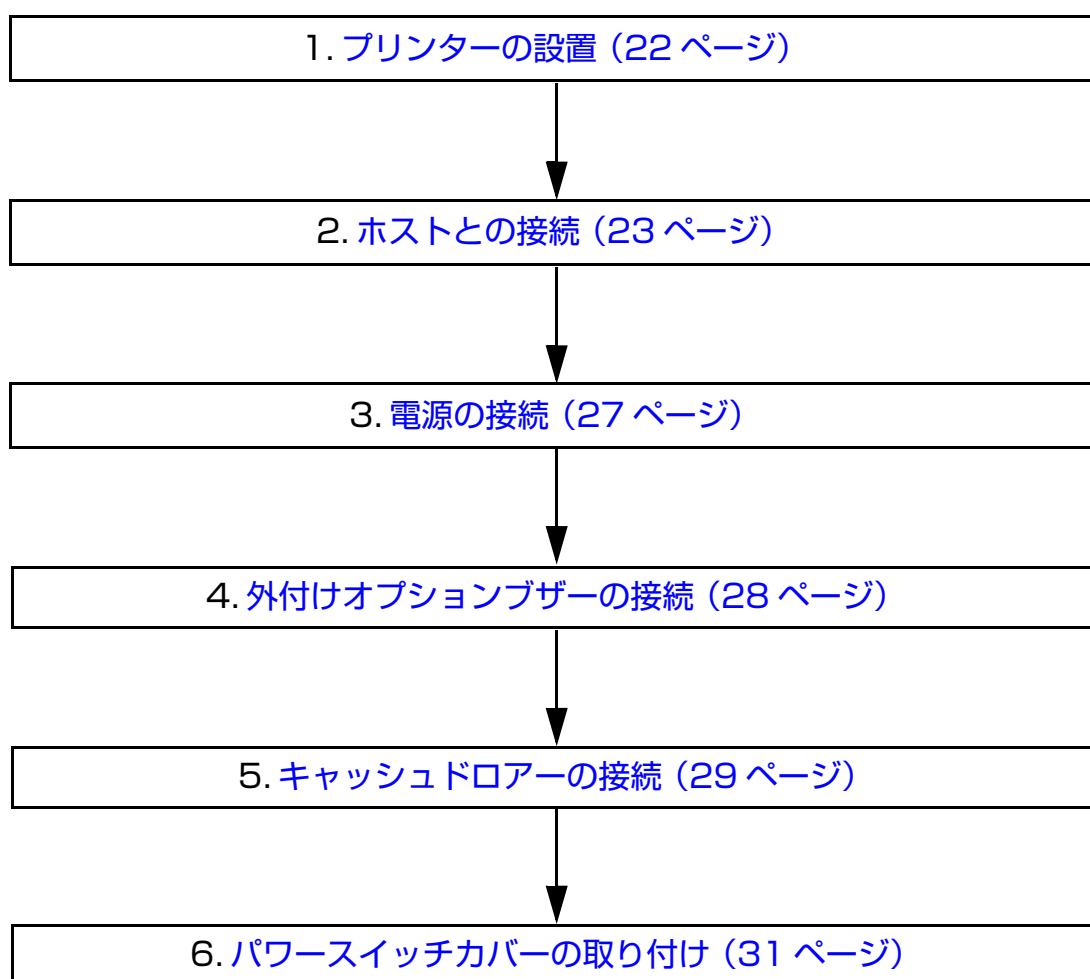 1. プリンターの設置（22 ページ）
2. ホストとの接続（23 ページ）
3. 電源の接続（27 ページ）
4. 外付けオプションブザーの接続（28 ページ）
5. キャッシュドロアーの接続（29 ページ）
6. パワースイッチカバーの取り付け（31 ページ）